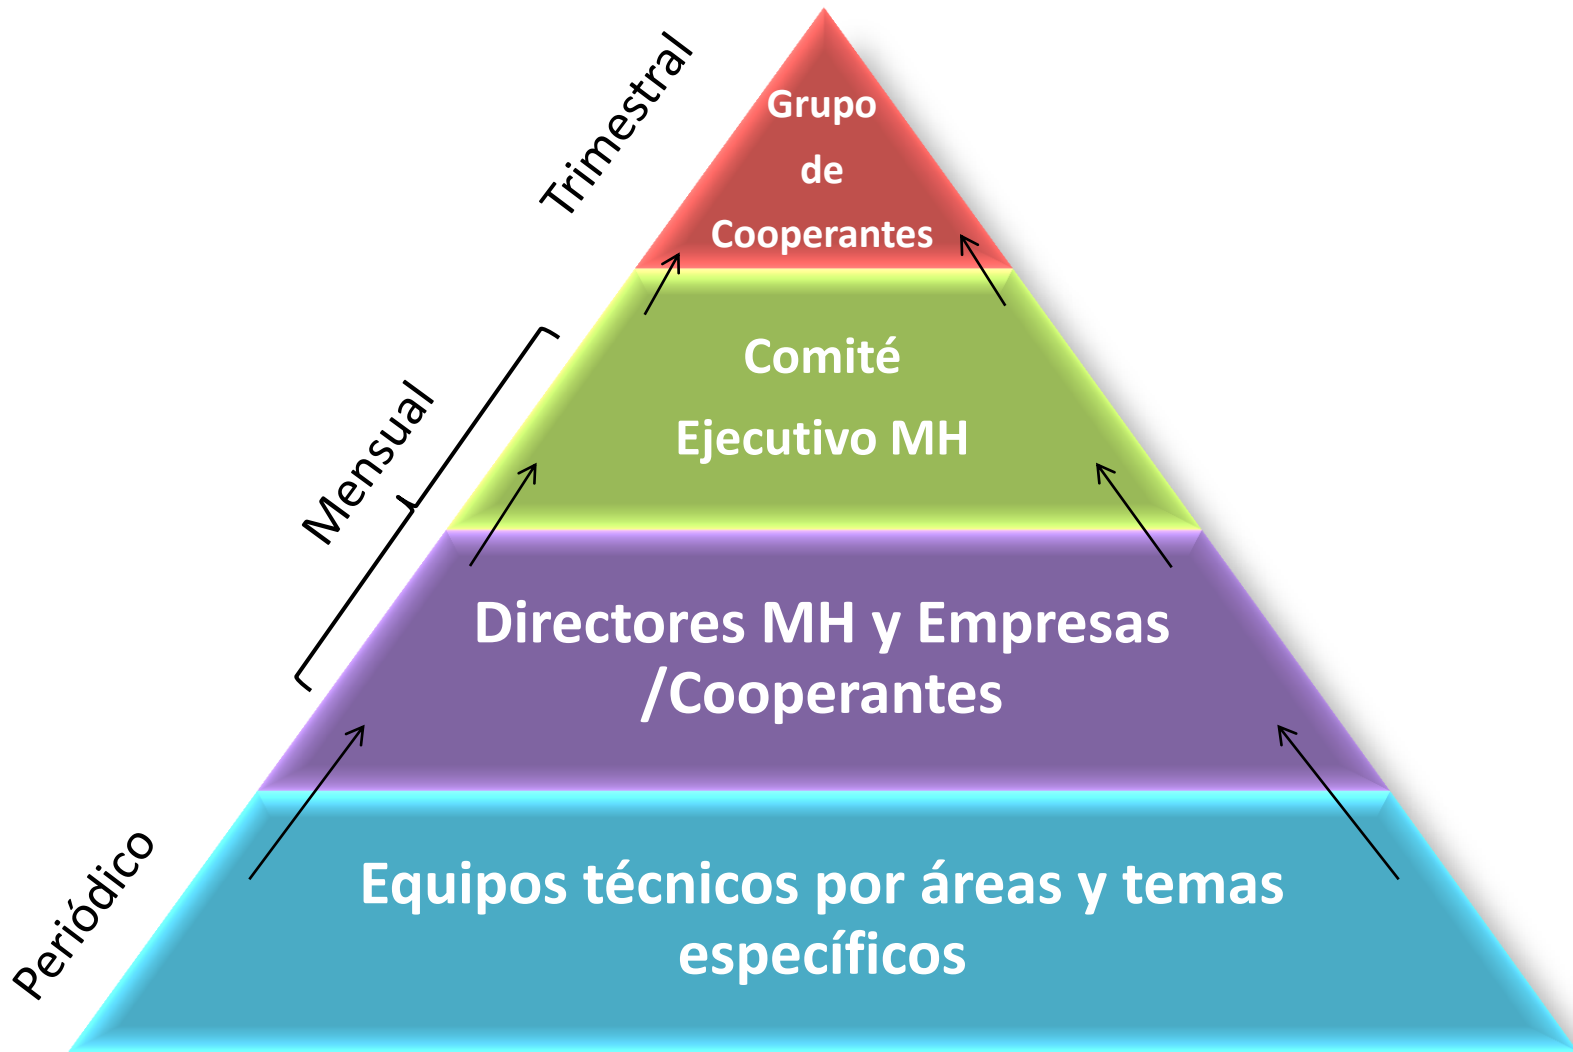 Trimestral
Grupo
de
Cooperantes
Mensual
Comité
Ejecutivo MH
Directores MH y Empresas
/Cooperantes
Periódico
Equipos técnicos por áreas y temas
específicos